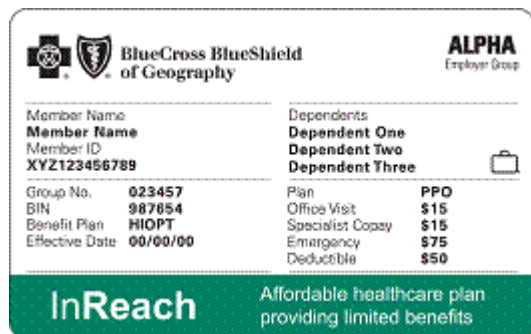 BlueCross BlueShield
of Geography
ALPHA
Employer Group
Member Name
Member Name
Member ID
XYZ123456789
Dependents
Dependent One
Dependent Two
Dependent Three
Group No. 023457
BIN 987654
Benefit Plan HIOPT
Effective Date 00/00/00
Plan PPO
Office Visit $15
Specialist Copay $15
Emergency $75
Deductible $50
InReach
Affordable healthcare plan
providing limited benefits